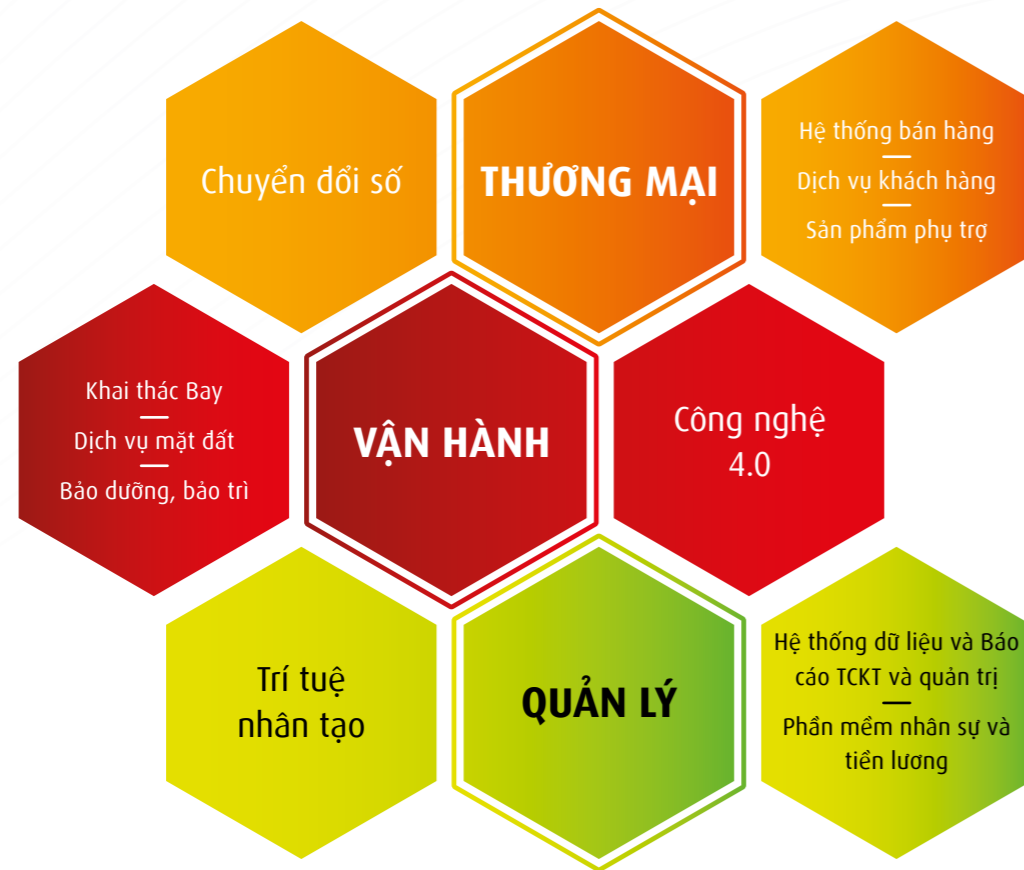 Chuyển đổi số
THƯƠNG MẠI
Hệ thống bán hàng
Dịch vụ khách hàng
Sản phẩm phụ trợ
Khai thác Bay
Dịch vụ mặt đất
Bảo dưỡng, bảo trì
VẬN HÀNH
Công nghệ
4.0
Trí tuệ
nhân tạo
QUẢN LÝ
Hệ thống dữ liệu và Báo
cáo TCKT và quản trị
Phần mềm nhân sự và
tiền lương